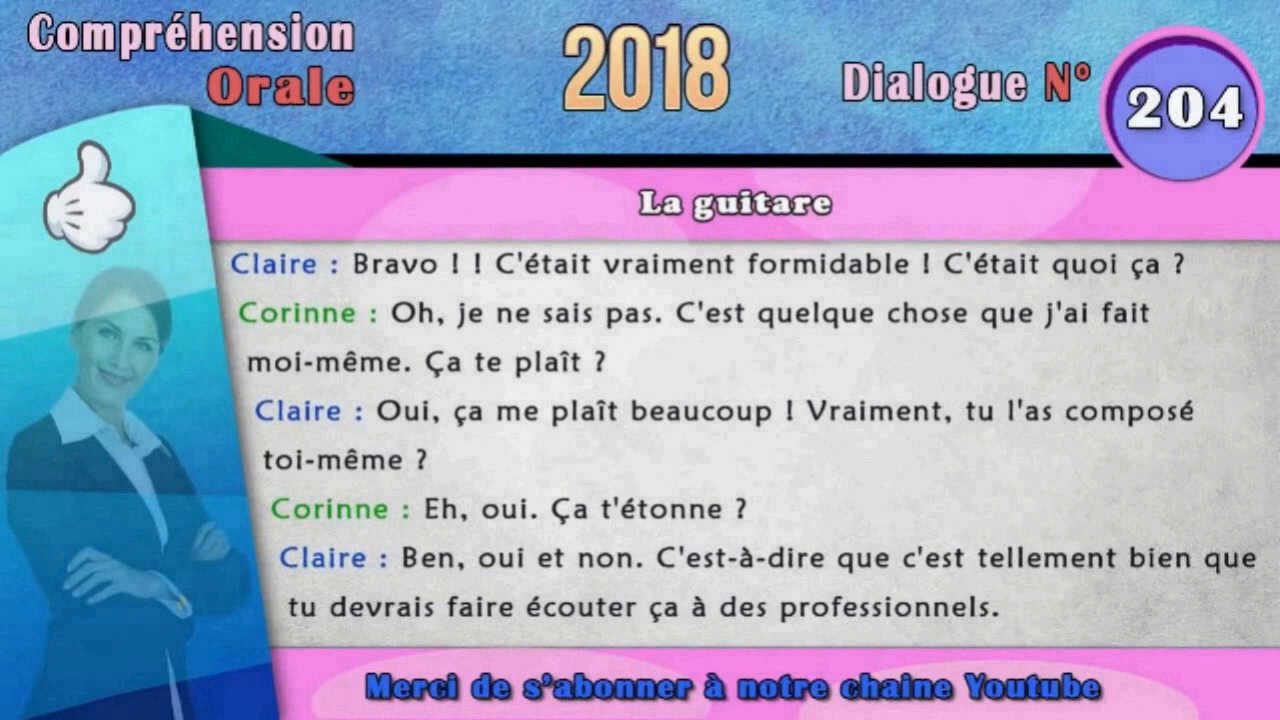 Compréhension
Orale
2018
Dialogue N°
204
La guitare
Claire : Bravo ! ! C'était vraiment formidable ! C'était quoi ça ?
Corinne : Oh, je ne sais pas. C'est quelque chose que j'ai fait
moi-même. Ça te plaît ?
Claire : Oui, ça me plaît beaucoup ! Vraiment, tu l'as composé
toi-même ?
Corinne : Eh, oui. Ça t'étonne ?
Claire : Ben, oui et non. C'est-à-dire que c'est tellement bien que
tu devrais faire écouter ça à des professionnels.
Merci de s'abonner à notre chaine Youtube